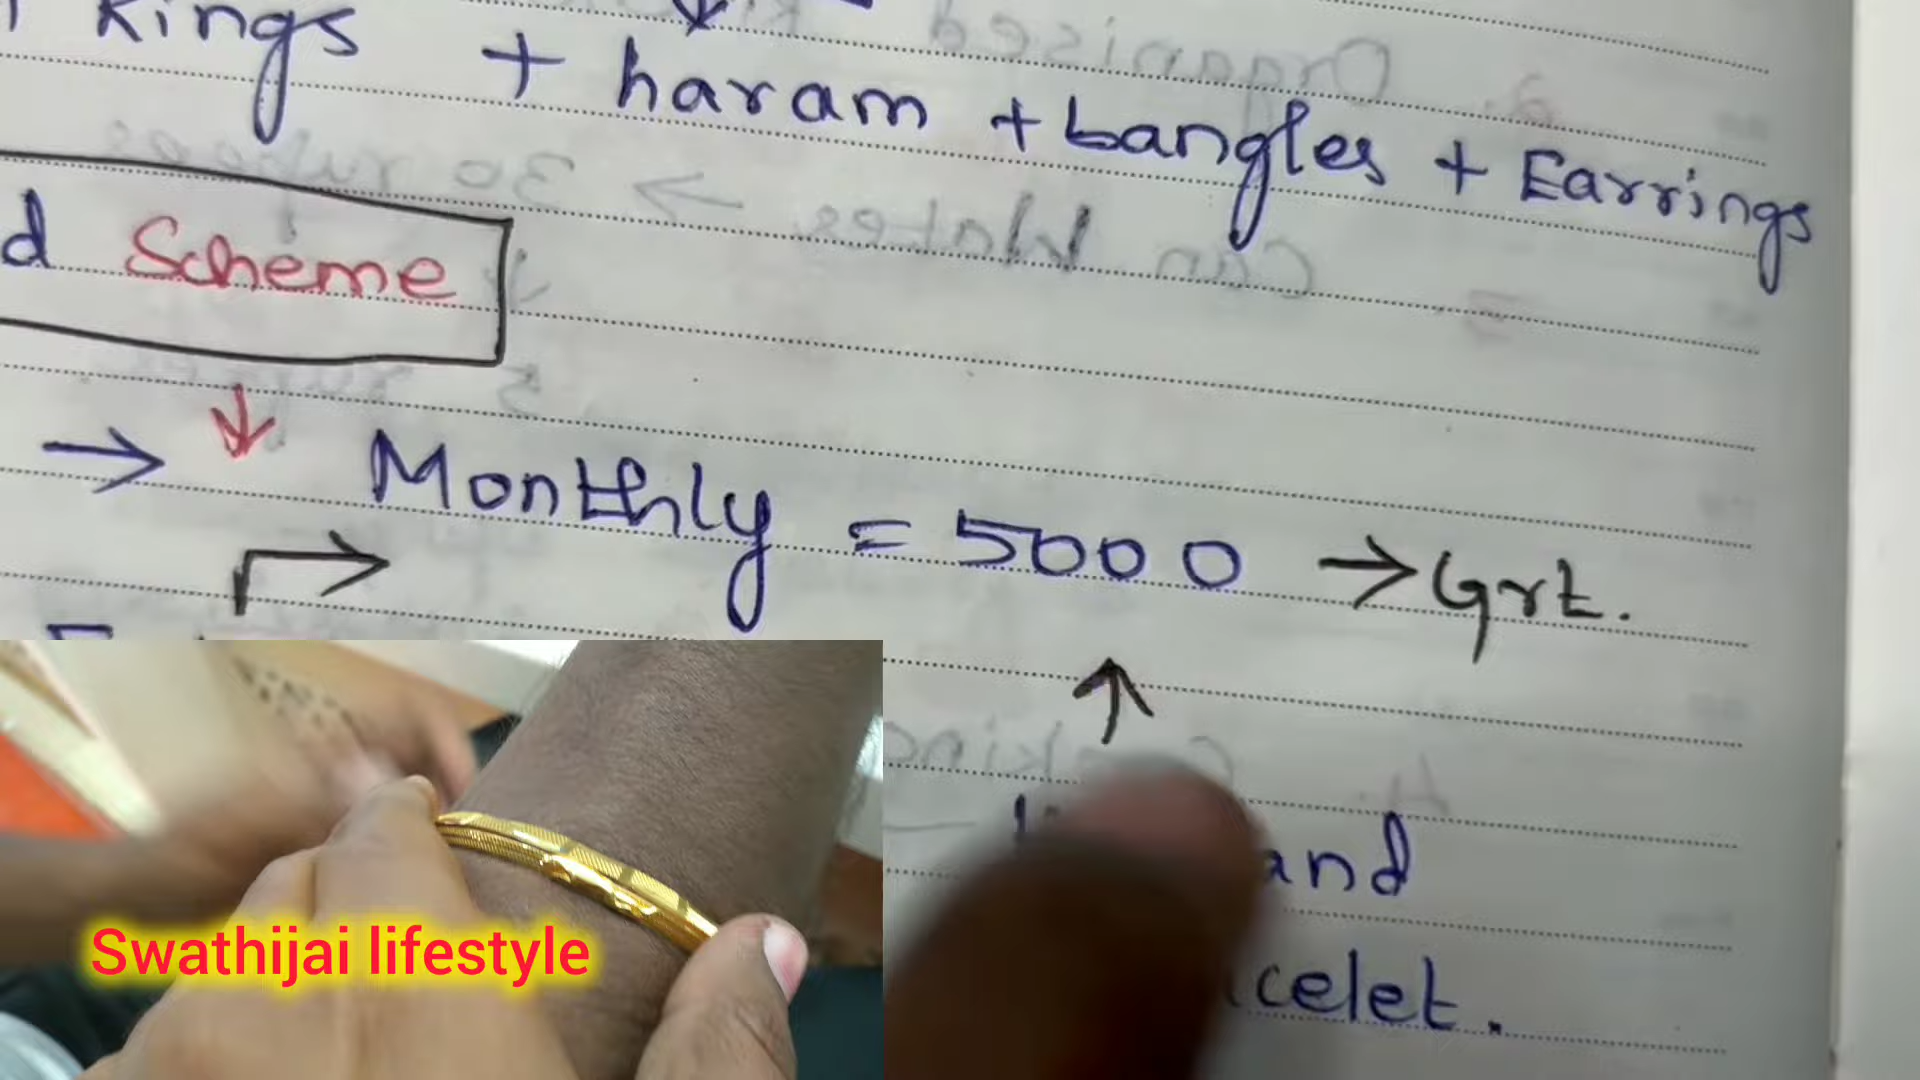 Rings + haram + bangles + Earrings
d Scheme
→ Monthly = 5000 → Grt.
and
celet.
Swathijai lifestyle